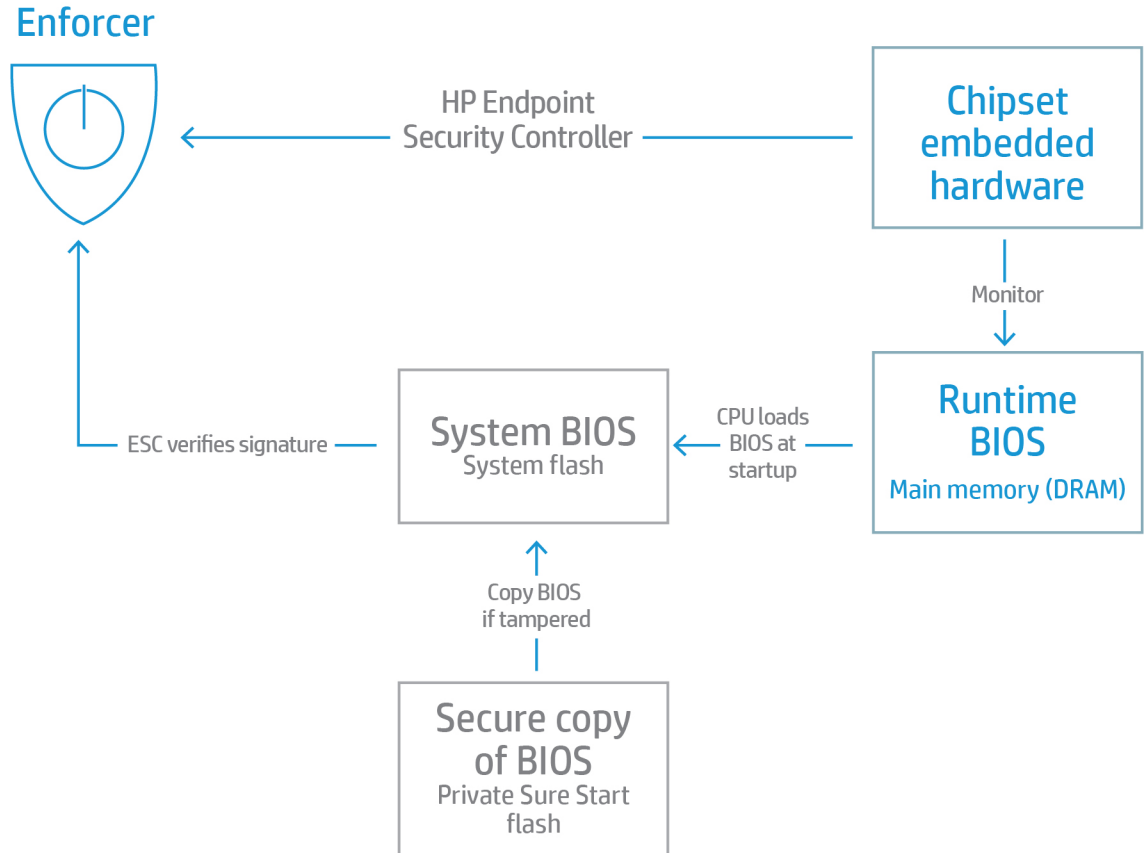 Enforcer
HP Endpoint
Security Controller
Chipset
embedded
hardware
Monitor
Runtime
BIOS
Main memory (DRAM)
CPU loads
BIOS at
startup
System BIOS
System flash
ESC verifies signature
Copy BIOS
if tampered
Secure copy
of BIOS
Private Sure Start
flash